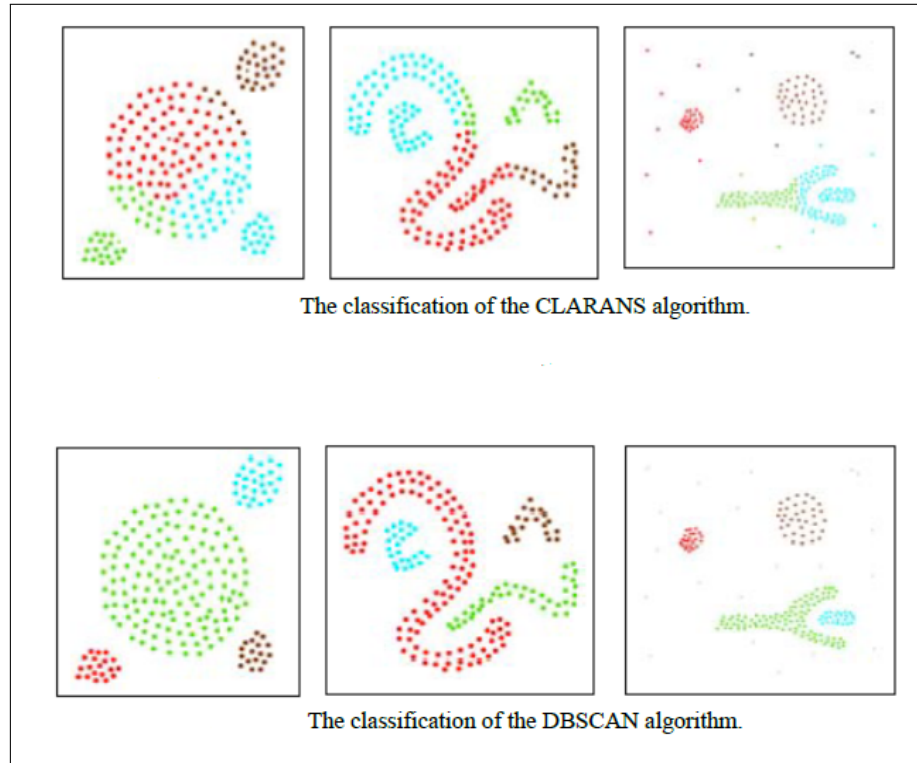 The classification of the CLARANS algorithm.
The classification of the DBSCAN algorithm.